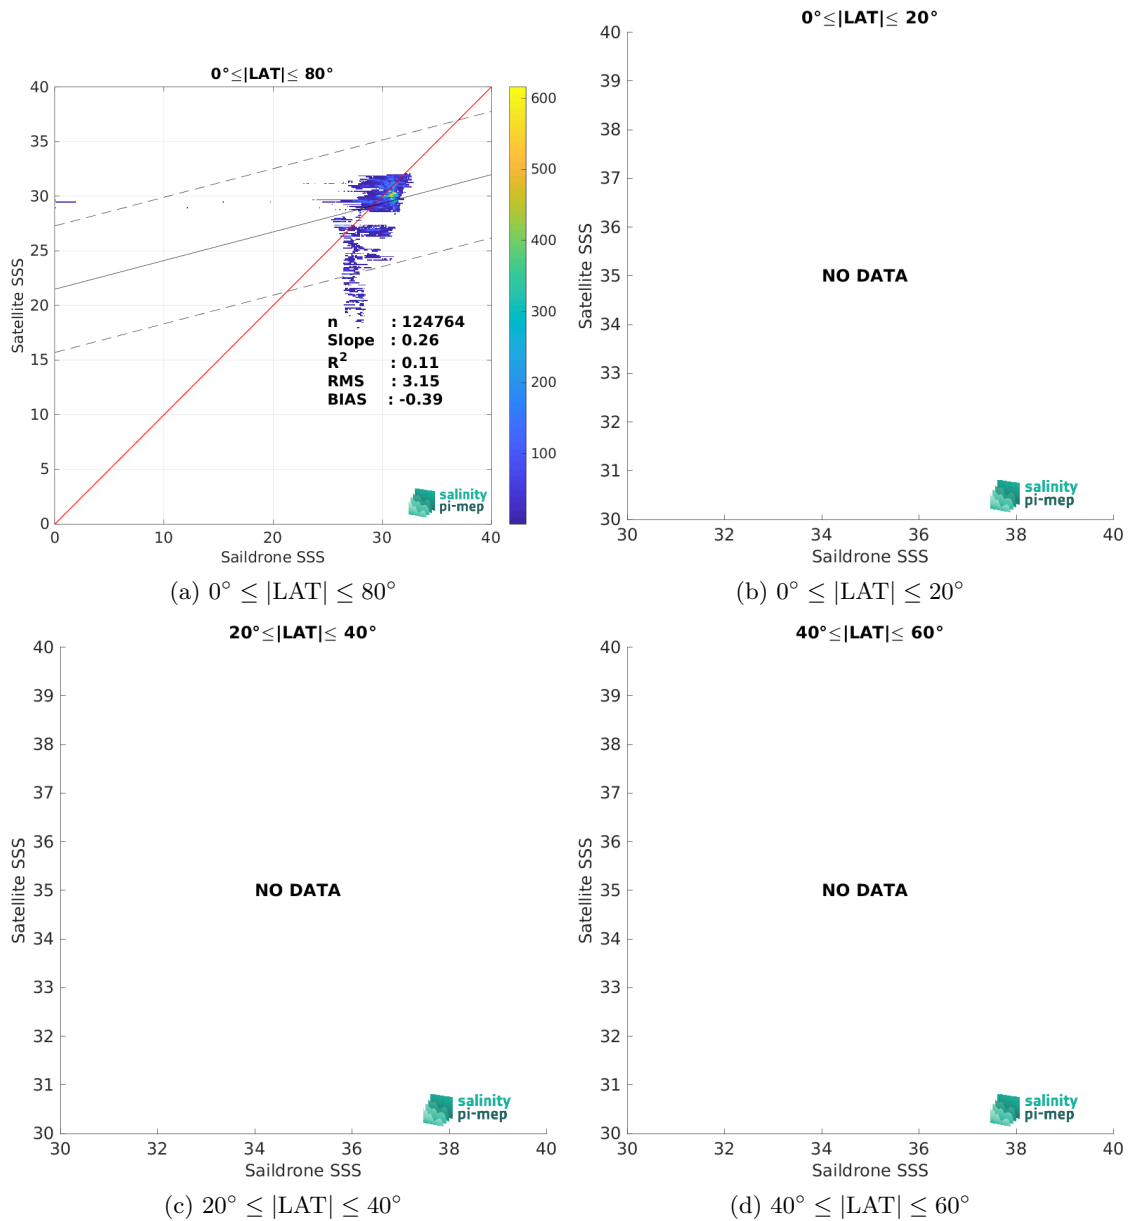 0°≤|LAT|≤ 80°
40
35
30
25
20
15
10
5
0
Satellite SSS
0
10
20
30
40
Saildrone SSS
n : 124764
Slope : 0.26
R² : 0.11
RMS : 3.15
BIAS : -0.39
600
500
400
300
200
100
salinity
pi-mep
(a) 0° ≤ |LAT| ≤ 80°
0°≤|LAT|≤ 20°
40
39
38
37
36
35
34
33
32
31
30
Satellite SSS
NO DATA
30
32
34
36
38
40
Saildrone SSS
salinity
pi-mep
(b) 0° ≤ |LAT| ≤ 20°
20°≤|LAT|≤ 40°
40
39
38
37
36
35
34
33
32
31
30
Satellite SSS
NO DATA
30
32
34
36
38
40
Saildrone SSS
salinity
pi-mep
(c) 20° ≤ |LAT| ≤ 40°
40°≤|LAT|≤ 60°
40
39
38
37
36
35
34
33
32
31
30
Satellite SSS
NO DATA
30
32
34
36
38
40
Saildrone SSS
salinity
pi-mep
(d) 40° ≤ |LAT| ≤ 60°